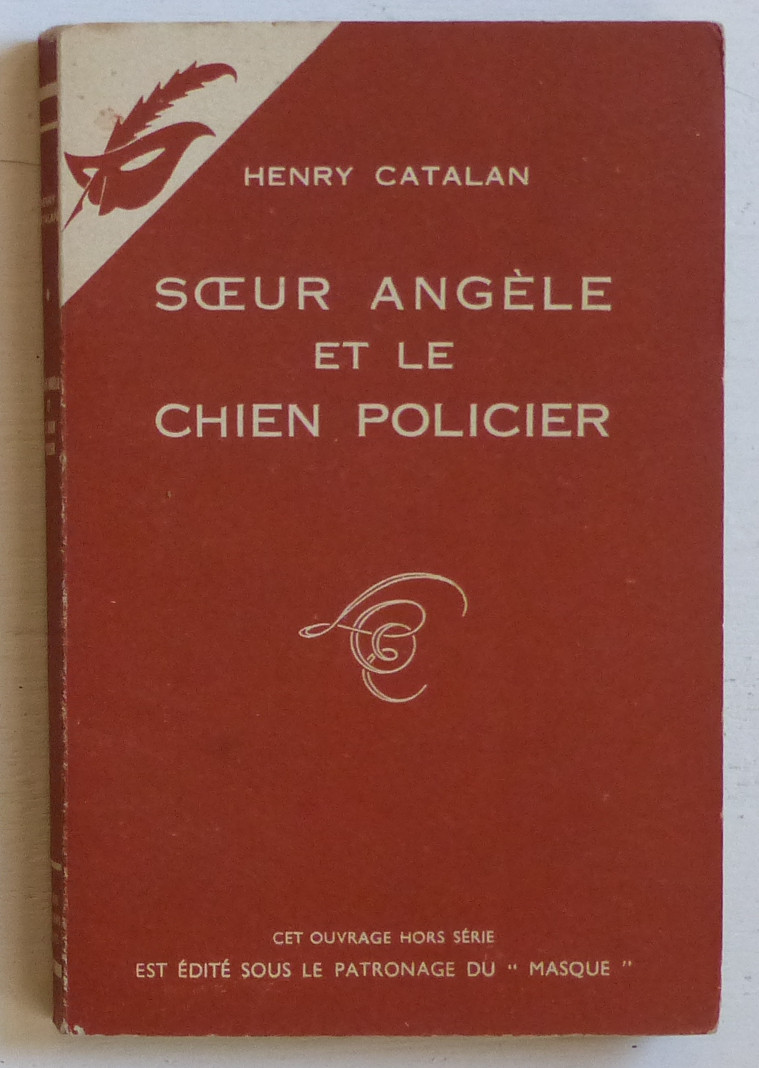 HENRY CATALAN
SŒUR ANGÈLE
ET LE
CHIEN POLICIER
CET OUVRAGE HORS SÉRIE
EST ÉDITÉ SOUS LE PATRONAGE DU “ MASQUE ”